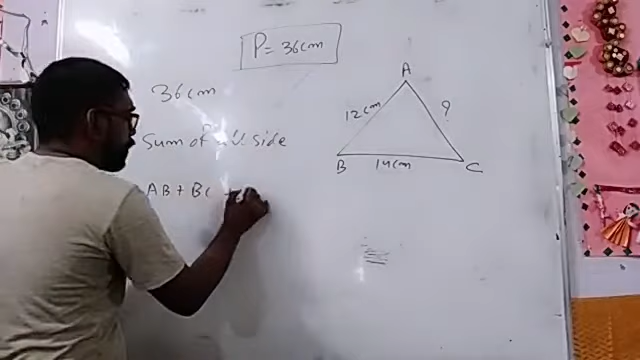 P = 36cm
36cm
Sum of all side
AB + BC +
A
12cm
?
B
14cm
C